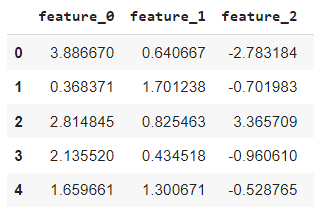 feature_0 feature_1 feature_2
0 3.886670 0.640667 -2.783184
1 0.368371 1.701238 -0.701983
2 2.814845 0.825463 3.365709
3 2.135520 0.434518 -0.960610
4 1.659661 1.300671 -0.528765